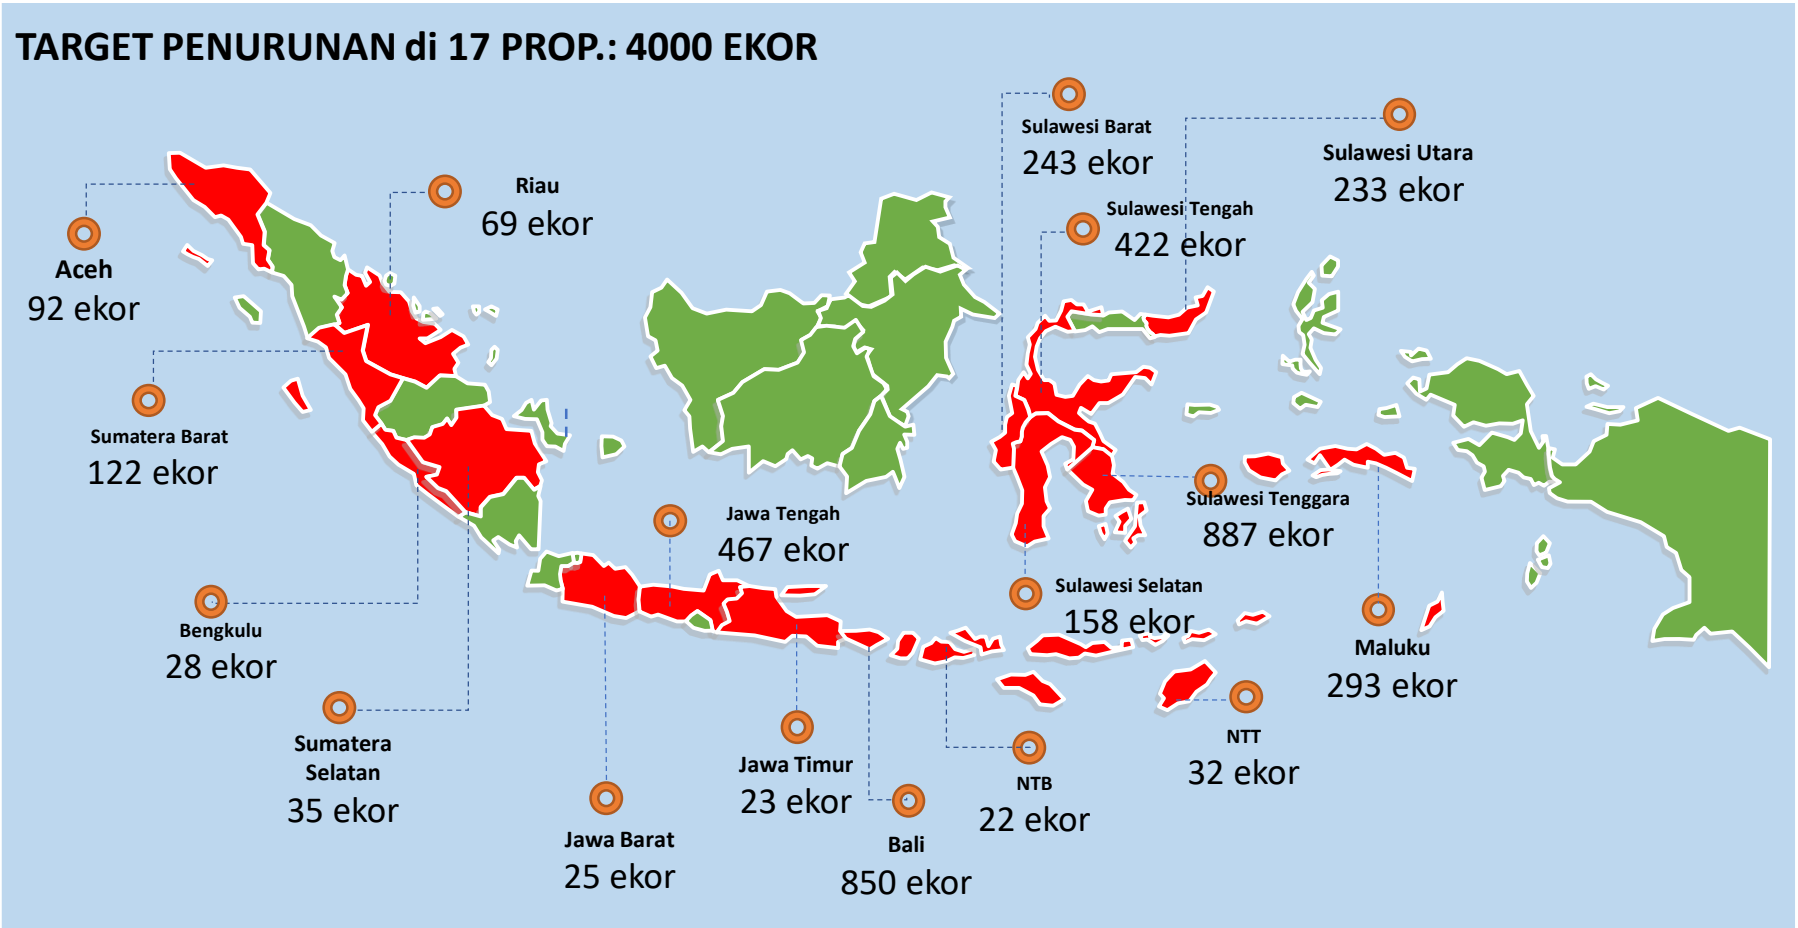 TARGET PENURUNAN di 17 PROP.: 4000 EKOR
Sulawesi Barat
243 ekor
Sulawesi Utara
233 ekor
Riau
69 ekor
Sulawesi Tengah
422 ekor
Aceh
92 ekor
Sumatera Barat
122 ekor
Jawa Tengah
467 ekor
Sulawesi Tenggara
887 ekor
Sulawesi Selatan
158 ekor
Bengkulu
28 ekor
Maluku
293 ekor
Sumatera
Selatan
35 ekor
Jawa Timur
23 ekor
NTT
32 ekor
NTB
22 ekor
Jawa Barat
25 ekor
Bali
850 ekor